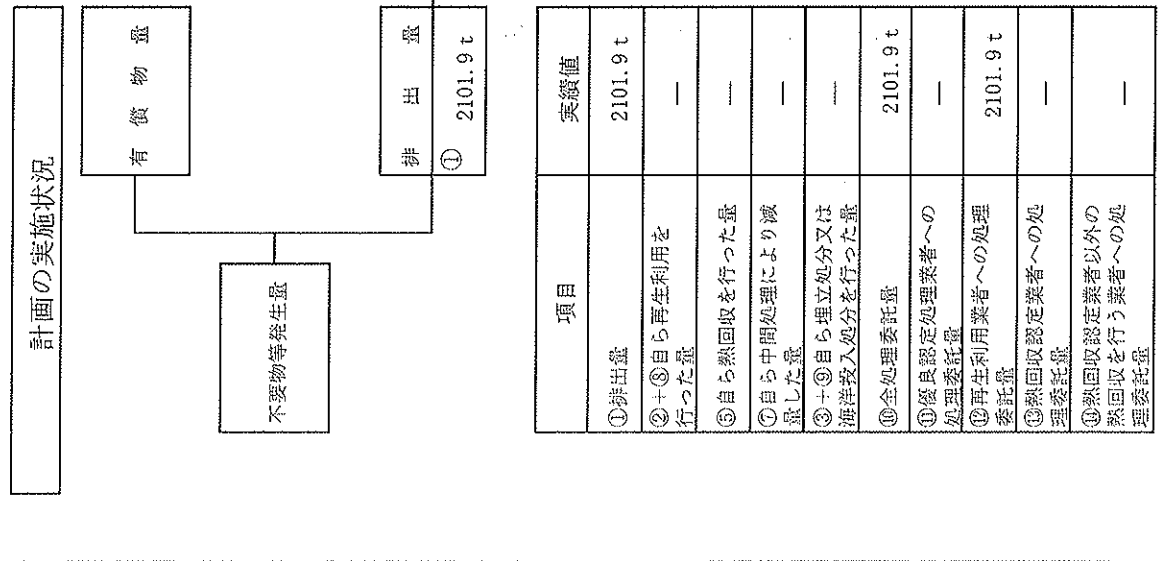 計画の実施状況
有償物量
不要物等発生量
排出量
①
2101.9 t
項目
実績値
①排出量
2101.9 t
②+⑧自ら再生利用を
行った量
―
⑤自ら熱回収を行った量
―
⑦自ら中間処理により減
量した量
―
③+⑨自ら埋立処分又は
海洋投入処分を行った量
―
⑩全処理委託量
2101.9 t
⑪優良認定処理業者への
処理委託量
―
⑫再生利用業者への処理
委託量
2101.9 t
⑬熱回収認定業者への処
理委託量
―
⑭熱回収認定業者以外の
熱回収を行う業者への処
理委託量
―